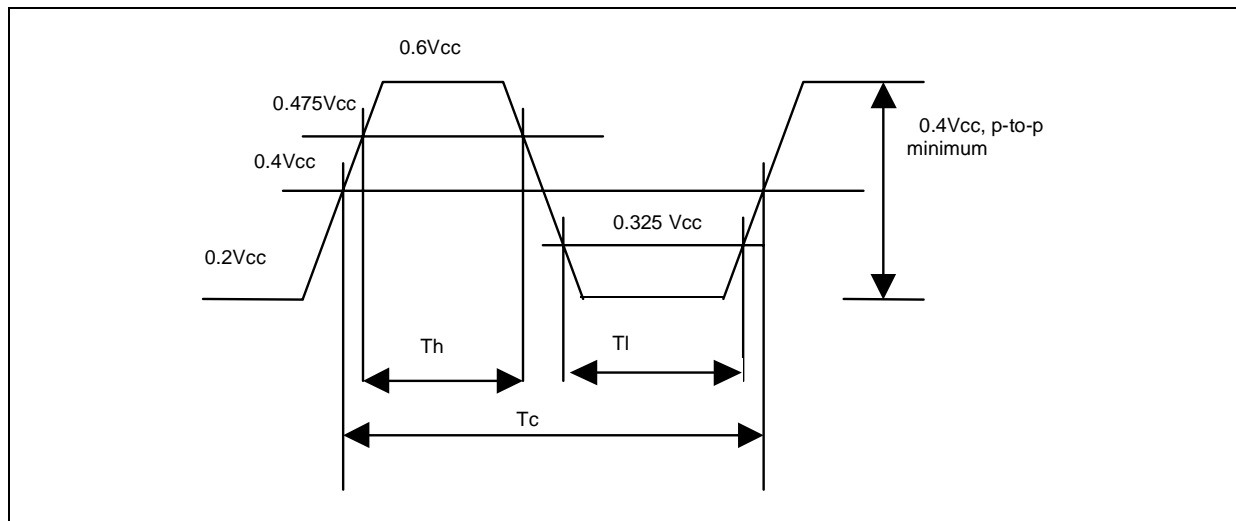 0.6Vcc
0.475Vcc
0.4Vcc, p-to-p
minimum
0.4Vcc
0.325 Vcc
0.2Vcc
Th
Tl
Tc